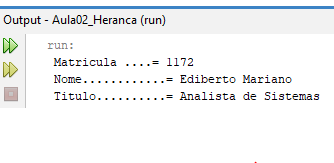 Output - Aula02_Heranca (run)
run:
Matricula ....= 1172
Nome............= Ediberto Mariano
Titulo..........= Analista de Sistemas